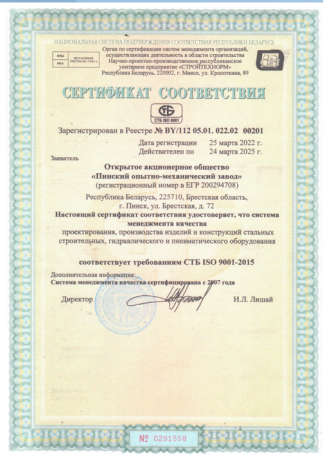 НАЦИОНАЛЬНАЯ СИСТЕМА ПОДТВЕРЖДЕНИЯ СООТВЕТСТВИЯ РЕСПУБЛИКИ БЕЛАРУСЬ
Орган по сертификации систем менеджмента организаций,
осуществляющих деятельность в области строительства
Научно-проектно-производственное республиканское
унитарное предприятие «СТРОЙТЕХНОРМ»
Республика Беларусь, 220002, г. Минск, ул. Кропоткина, 89
СЕРТИФИКАТ СООТВЕТСТВИЯ
СТБ ISO 9001
Зарегистрирован в Реестре № BY/112 05.01. 022.02 00201
Дата регистрации 25 марта 2022 г.
Действителен по 24 марта 2025 г.
Заявитель
Открытое акционерное общество
«Пинский опытно-механический завод»
(регистрационный номер в ЕГР 200294708)
Республика Беларусь, 225710, Брестская область,
г. Пинск, ул. Брестская, д. 72
Настоящий сертификат соответствия удостоверяет, что система
менеджмента качества
проектирования, производства изделий и конструкций стальных
строительных, гидравлического и пневматического оборудования
соответствует требованиям СТБ ISO 9001-2015
Дополнительная информация:
Система менеджмента качества сертифицирована с 2007 года
Директор И.Л. Лишай
№ 0291558